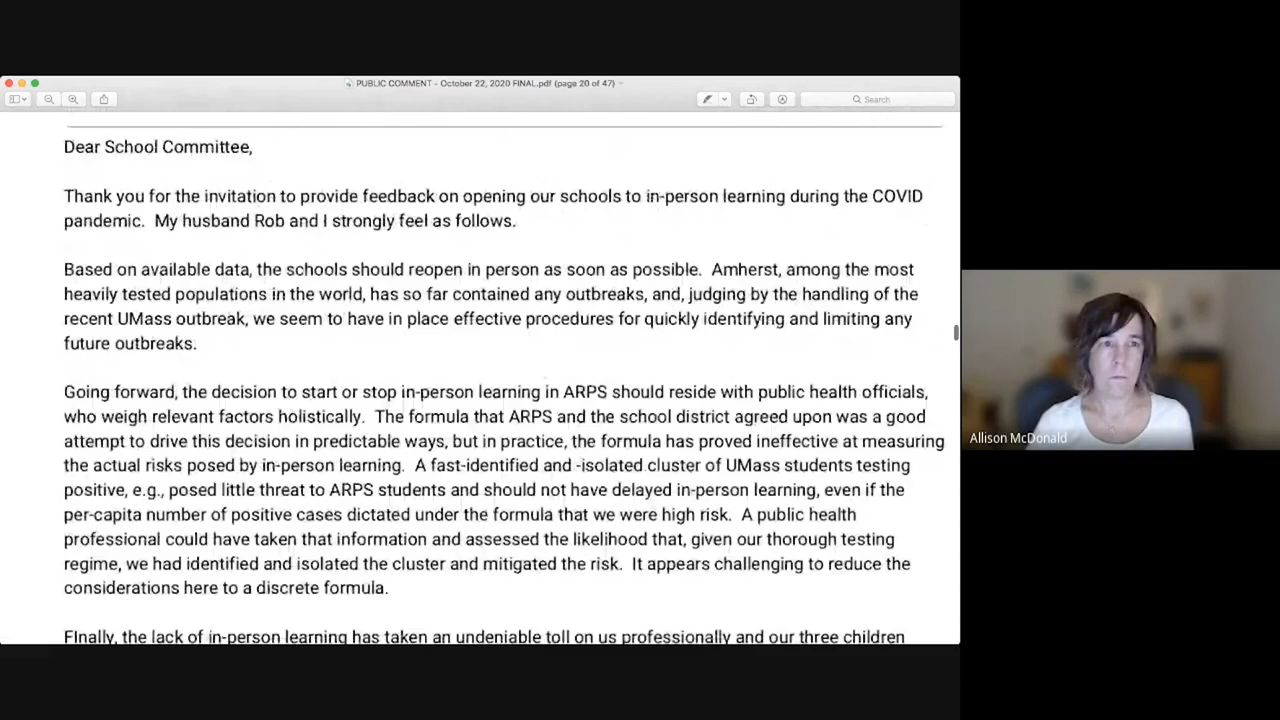 PUBLIC COMMENT - October 22, 2020 FINAL.pdf (page 20 of 47)
Search
Dear School Committee,
Thank you for the invitation to provide feedback on opening our schools to in-person learning during the COVID
pandemic.  My husband Rob and I strongly feel as follows.
Based on available data, the schools should reopen in person as soon as possible.  Amherst, among the most
heavily tested populations in the world, has so far contained any outbreaks, and, judging by the handling of the
recent UMass outbreak, we seem to have in place effective procedures for quickly identifying and limiting any
future outbreaks.
Going forward, the decision to start or stop in-person learning in ARPS should reside with public health officials,
who weigh relevant factors holistically.  The formula that ARPS and the school district agreed upon was a good
attempt to drive this decision in predictable ways, but in practice, the formula has proved ineffective at measuring
the actual risks posed by in-person learning.  A fast-identified and -isolated cluster of UMass students testing
positive, e.g., posed little threat to ARPS students and should not have delayed in-person learning, even if the
per-capita number of positive cases dictated under the formula that we were high risk.  A public health
professional could have taken that information and assessed the likelihood that, given our thorough testing
regime, we had identified and isolated the cluster and mitigated the risk.  It appears challenging to reduce the
considerations here to a discrete formula.
FInally, the lack of in-person learning has taken an undeniable toll on us professionally and our three children
Allison McDonald